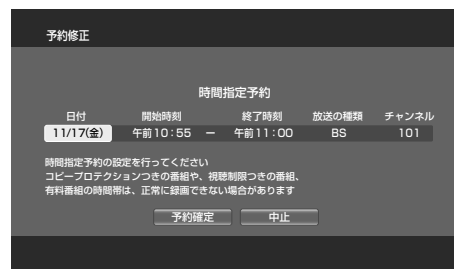 予約修正
時間指定予約
日付 開始時刻 終了時刻 放送の種類 チャンネル
11/17(金) 午前10:55 － 午前11:00 BS 101
時間指定予約の設定を行ってください
コピープロテクションつきの番組や、視聴制限つきの番組、
有料番組の時間帯は、正常に録画できない場合があります
予約確定 中止